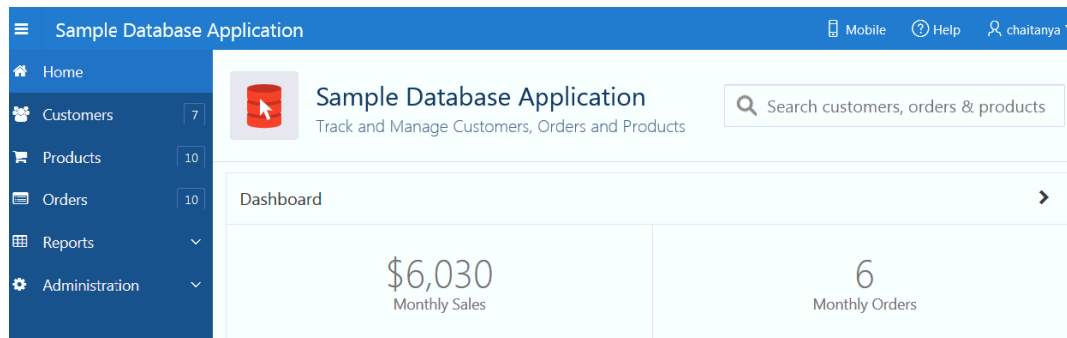 Sample Database Application
Mobile
Help
chaitanya
Home
Customers 7
Products 10
Orders 10
Reports
Administration
Sample Database Application
Track and Manage Customers, Orders and Products
Search customers, orders & products
Dashboard
$6,030
Monthly Sales
6
Monthly Orders